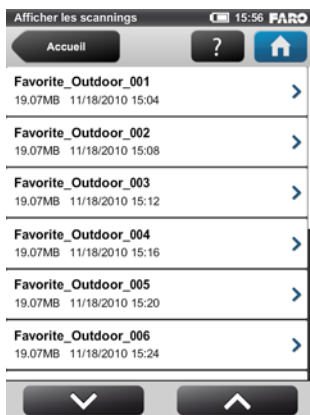 Afficher les scannings 15:56 FARO
Accueil ?
Favorite_Outdoor_001
19.07MB 11/18/2010 15:04
Favorite_Outdoor_002
19.07MB 11/18/2010 15:08
Favorite_Outdoor_003
19.07MB 11/18/2010 15:12
Favorite_Outdoor_004
19.07MB 11/18/2010 15:16
Favorite_Outdoor_005
19.07MB 11/18/2010 15:20
Favorite_Outdoor_006
19.07MB 11/18/2010 15:24